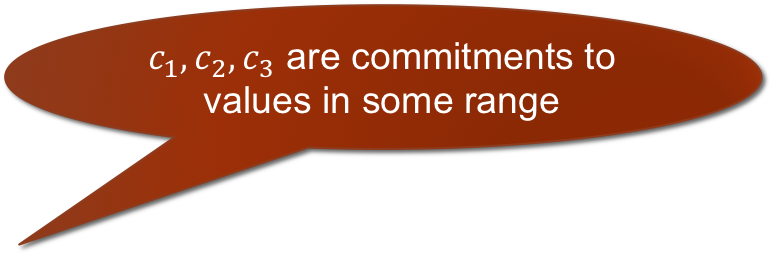 c₁, c₂, c₃ are commitments to
values in some range